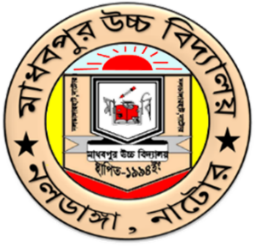 মাধবপুর উচ্চ বিদ্যালয়
মা বি
মাধবপুর উচ্চ বিদ্যালয়
স্থাপিত-১৯৯৪ইং
নলডাঙ্গা, নাটোর